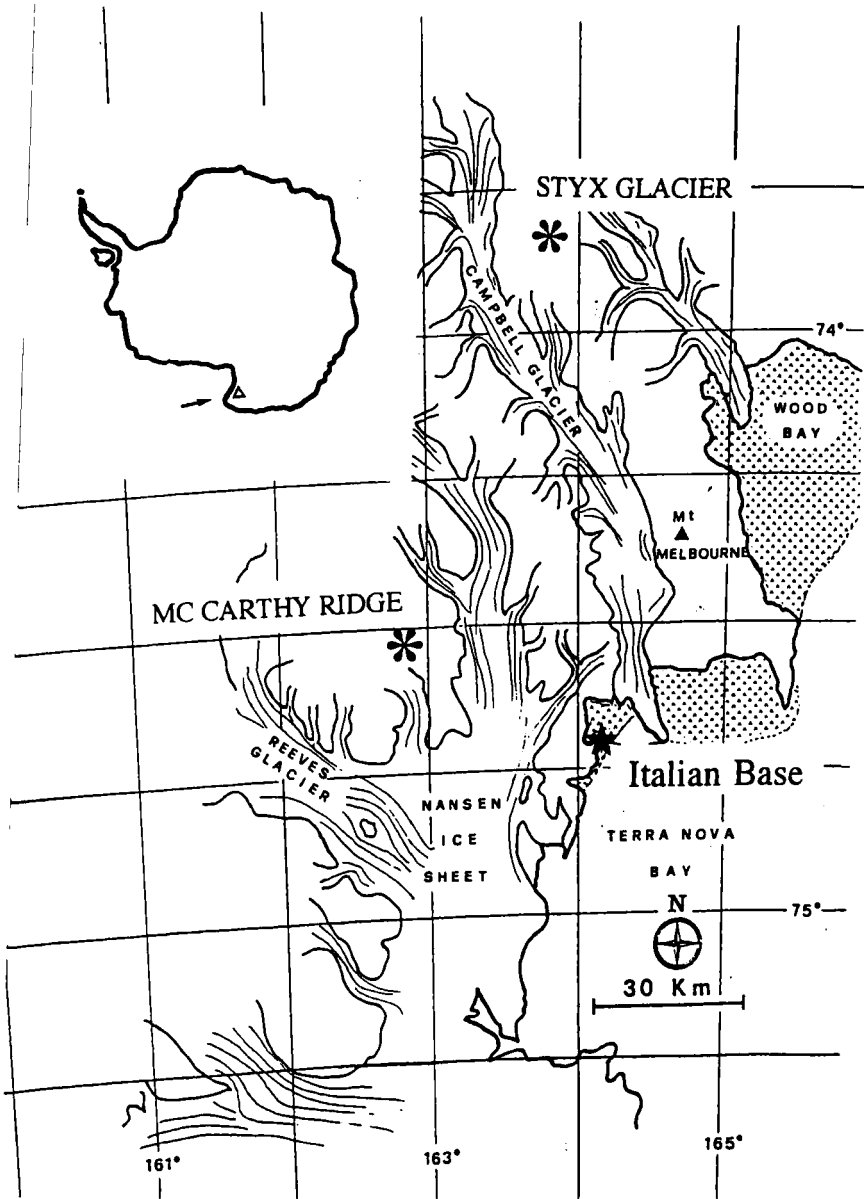 STYX GLACIER
CAMPBELL GLACIER
74°
WOOD
BAY
Mt
MELBOURNE
MC CARTHY RIDGE
REEVES
GLACIER
Italian Base
NANSEN
ICE
SHEET
TERRA NOVA
BAY
75°
N
30 Km
161°
163°
165°